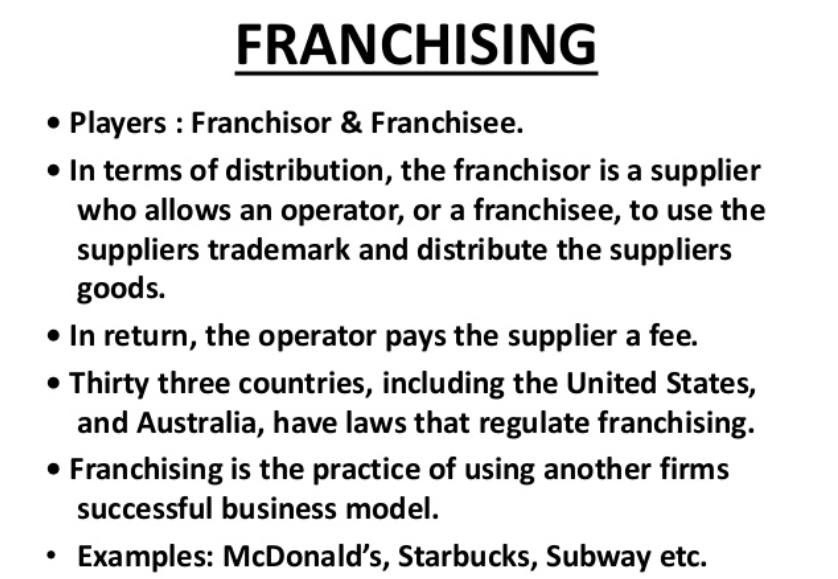 FRANCHISING
• Players : Franchisor & Franchisee.
• In terms of distribution, the franchisor is a supplier
who allows an operator, or a franchisee, to use the
suppliers trademark and distribute the suppliers
goods.
• In return, the operator pays the supplier a fee.
• Thirty three countries, including the United States,
and Australia, have laws that regulate franchising.
• Franchising is the practice of using another firms
successful business model.
• Examples: McDonald’s, Starbucks, Subway etc.